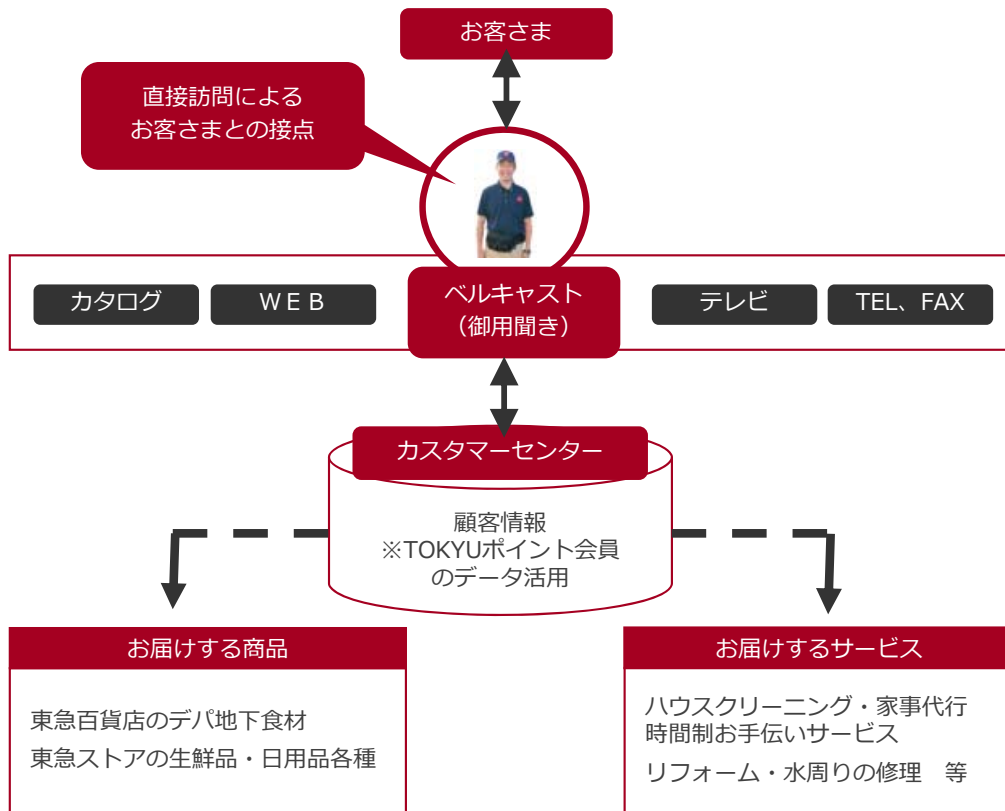 お客さま
直接訪問による
お客さまとの接点
カタログ
ＷＥＢ
ベルキャスト
（御用聞き）
テレビ
TEL、FAX
カスタマーセンター
顧客情報
※TOKYUポイント会員
のデータ活用
お届けする商品
東急百貨店のデパ地下食材
東急ストアの生鮮品・日用品各種
お届けするサービス
ハウスクリーニング・家事代行
時間制お手伝いサービス
リフォーム・水周りの修理　等